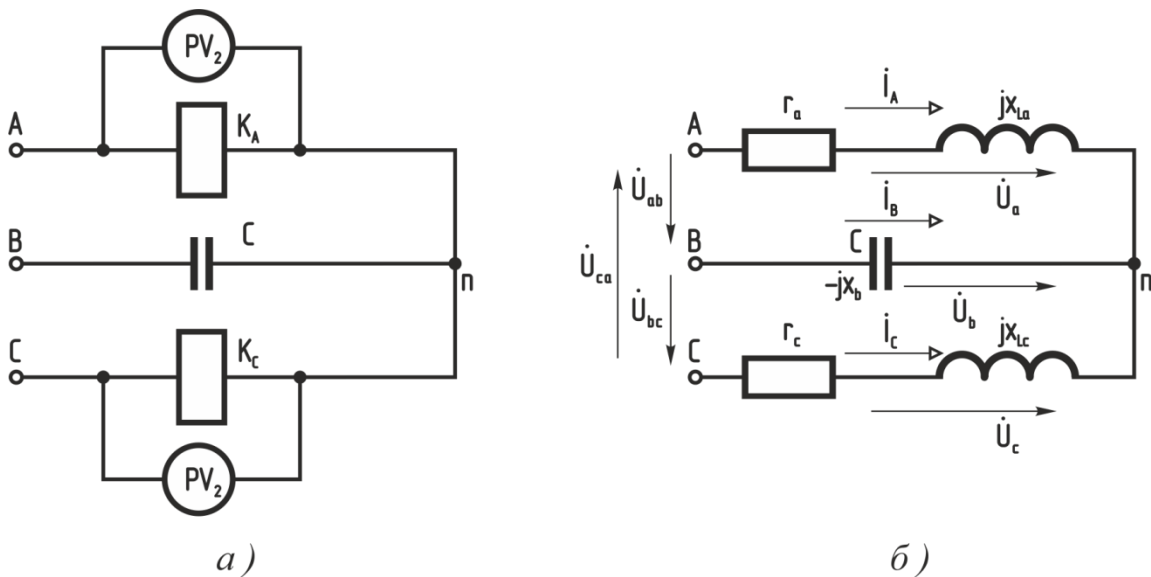 PV₂
A
K_A
B
C
n
C
K_C
PV₂
а )
A
r_a
İ_A
jx_La
U̇_ab
U̇_a
İ_B
B
C
U̇_ca
-jx_b
n
U̇_bc
U̇_b
C
r_c
İ_C
jx_Lc
U̇_c
б )